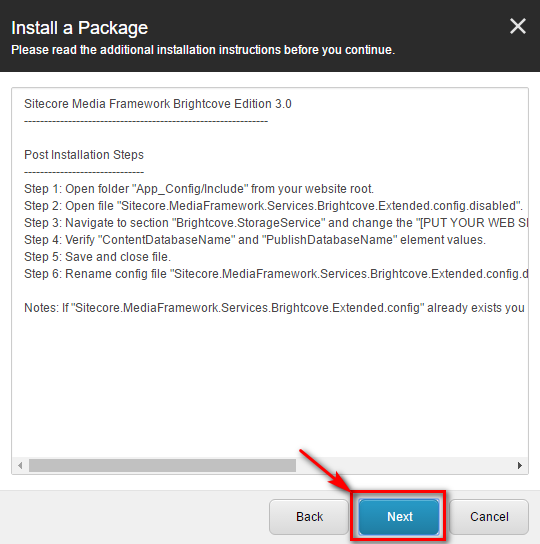 Install a Package
Please read the additional installation instructions before you continue.
Sitecore Media Framework Brightcove Edition 3.0
-------------------------------------------------------------
Post Installation Steps
------------------------------
Step 1: Open folder "App_Config/Include" from your website root.
Step 2: Open file "Sitecore.MediaFramework.Services.Brightcove.Extended.config.disabled".
Step 3: Navigate to section "Brightcove.StorageService" and change the "[PUT YOUR WEB
Step 4: Verify "ContentDatabaseName" and "PublishDatabaseName" element values.
Step 5: Save and close file.
Step 6: Rename config file "Sitecore.MediaFramework.Services.Brightcove.Extended.config.d
Notes: If "Sitecore.MediaFramework.Services.Brightcove.Extended.config" already exists you
Back Next Cancel